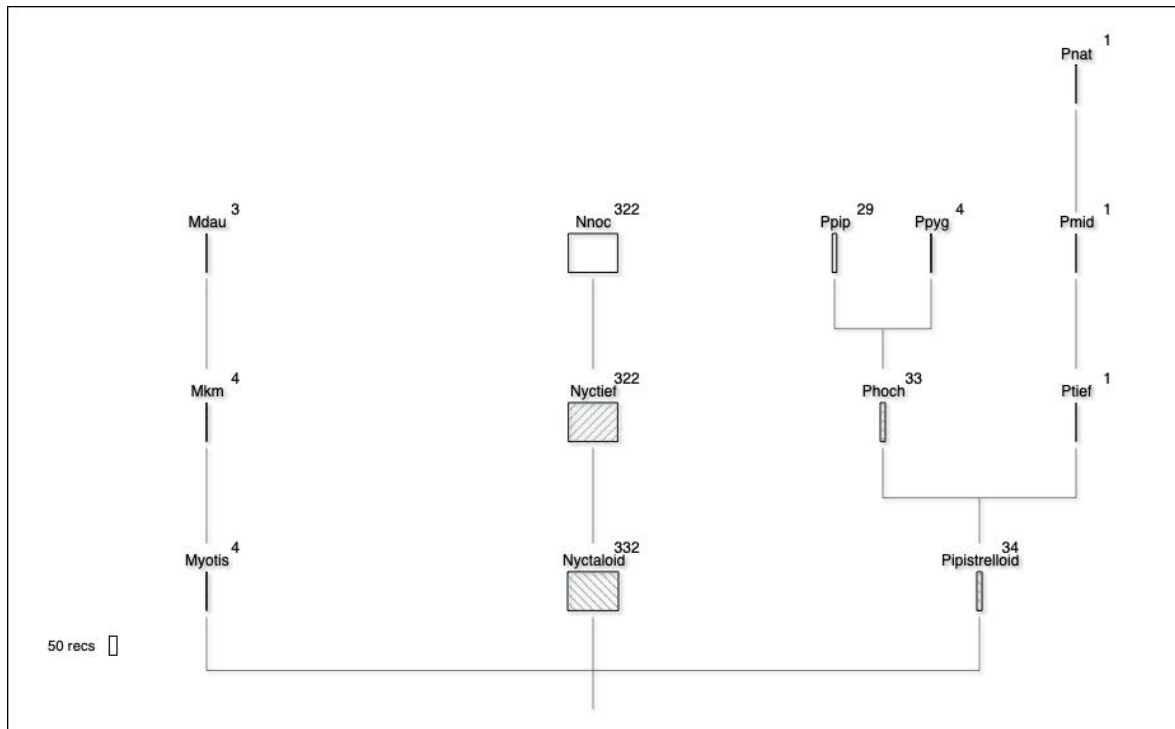 Pnat 1
Mdau 3
Nnoc 322
Ppip 29
Ppyg 4
Pmid 1
Mkm 4
Nyctief 322
Phoch 33
Ptief 1
Myotis 4
Nyctaloid 332
Pipistrelloid 34
50 recs